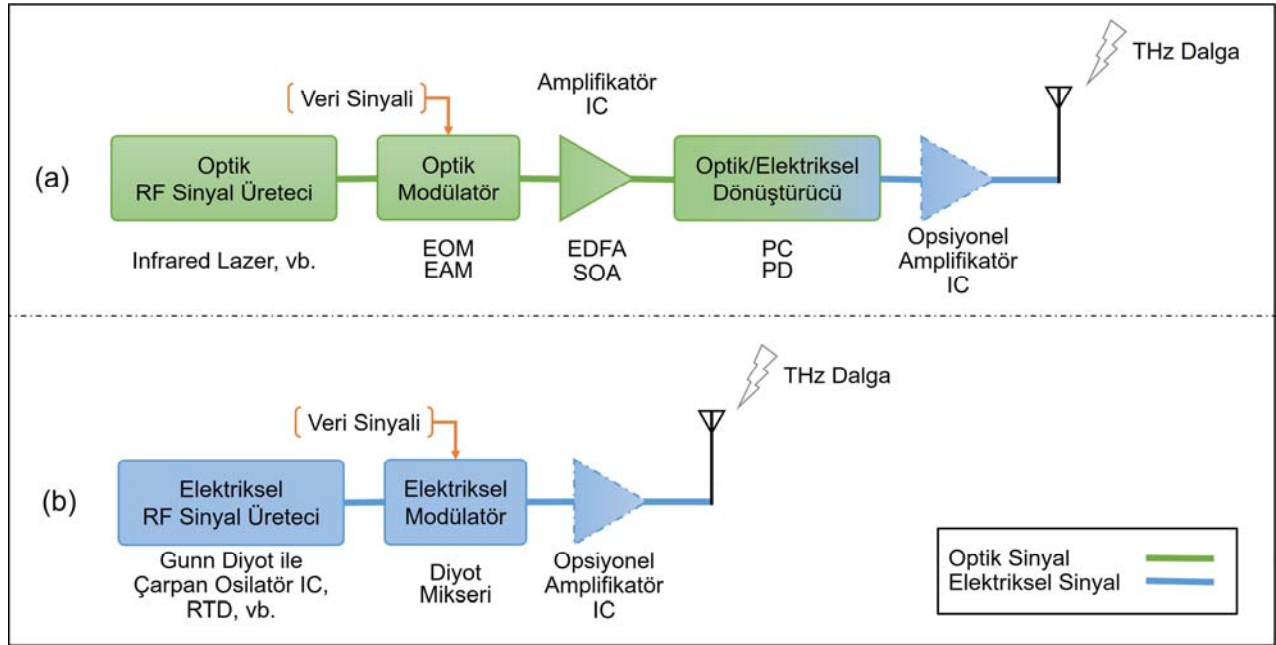 THz Dalga
Amplifikatör
IC
Veri Sinyali
(a)
Optik
RF Sinyal Üreteci
Optik
Modülatör
Optik/Elektriksel
Dönüştürücü
Infrared Lazer, vb.
EOM
EAM
EDFA
SOA
PC
PD
Opsiyonel
Amplifikatör
IC
THz Dalga
Veri Sinyali
(b)
Elektriksel
RF Sinyal Üreteci
Elektriksel
Modülatör
Gunn Diyot ile
Çarpan Osilatör IC,
RTD, vb.
Diyot
Mikseri
Opsiyonel
Amplifikatör
IC
Optik Sinyal
Elektriksel Sinyal